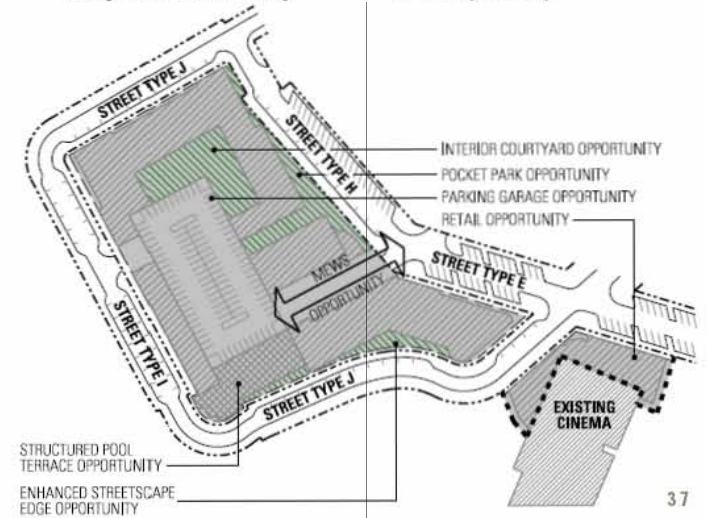 STREET TYPE J
STREET TYPE H
INTERIOR COURTYARD OPPORTUNITY
POCKET PARK OPPORTUNITY
PARKING GARAGE OPPORTUNITY
RETAIL OPPORTUNITY
MEWS
OPPORTUNITY
STREET TYPE E
STREET TYPE I
STREET TYPE J
EXISTING
CINEMA
STRUCTURED POOL
TERRACE OPPORTUNITY
ENHANCED STREETSCAPE
EDGE OPPORTUNITY
37